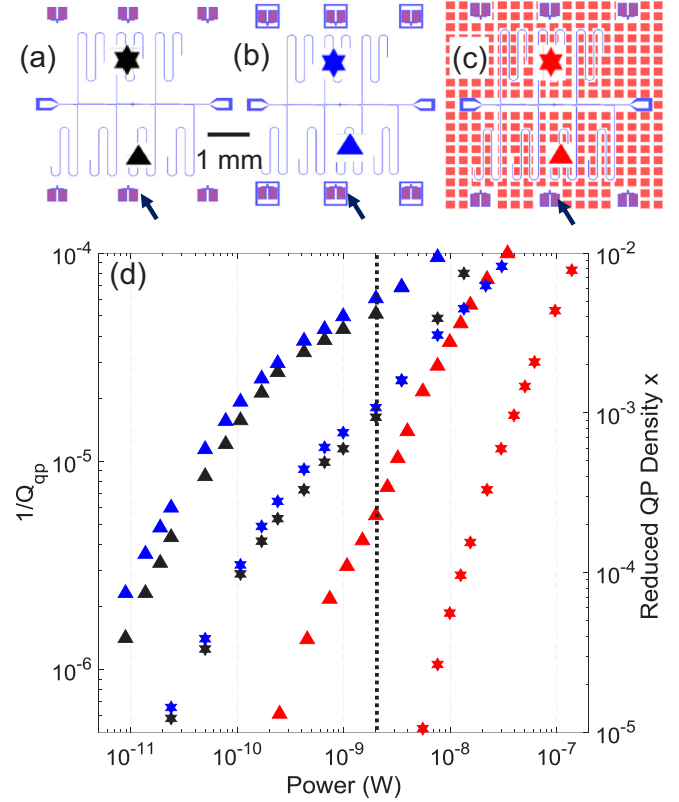 (a)
(b)
(c)
1 mm
(d)
10⁻⁴
10⁻⁵
10⁻⁶
1/Q_qp
10⁻²
10⁻³
10⁻⁴
10⁻⁵
Reduced QP Density x
10⁻¹¹
10⁻¹⁰
10⁻⁹
10⁻⁸
10⁻⁷
Power (W)